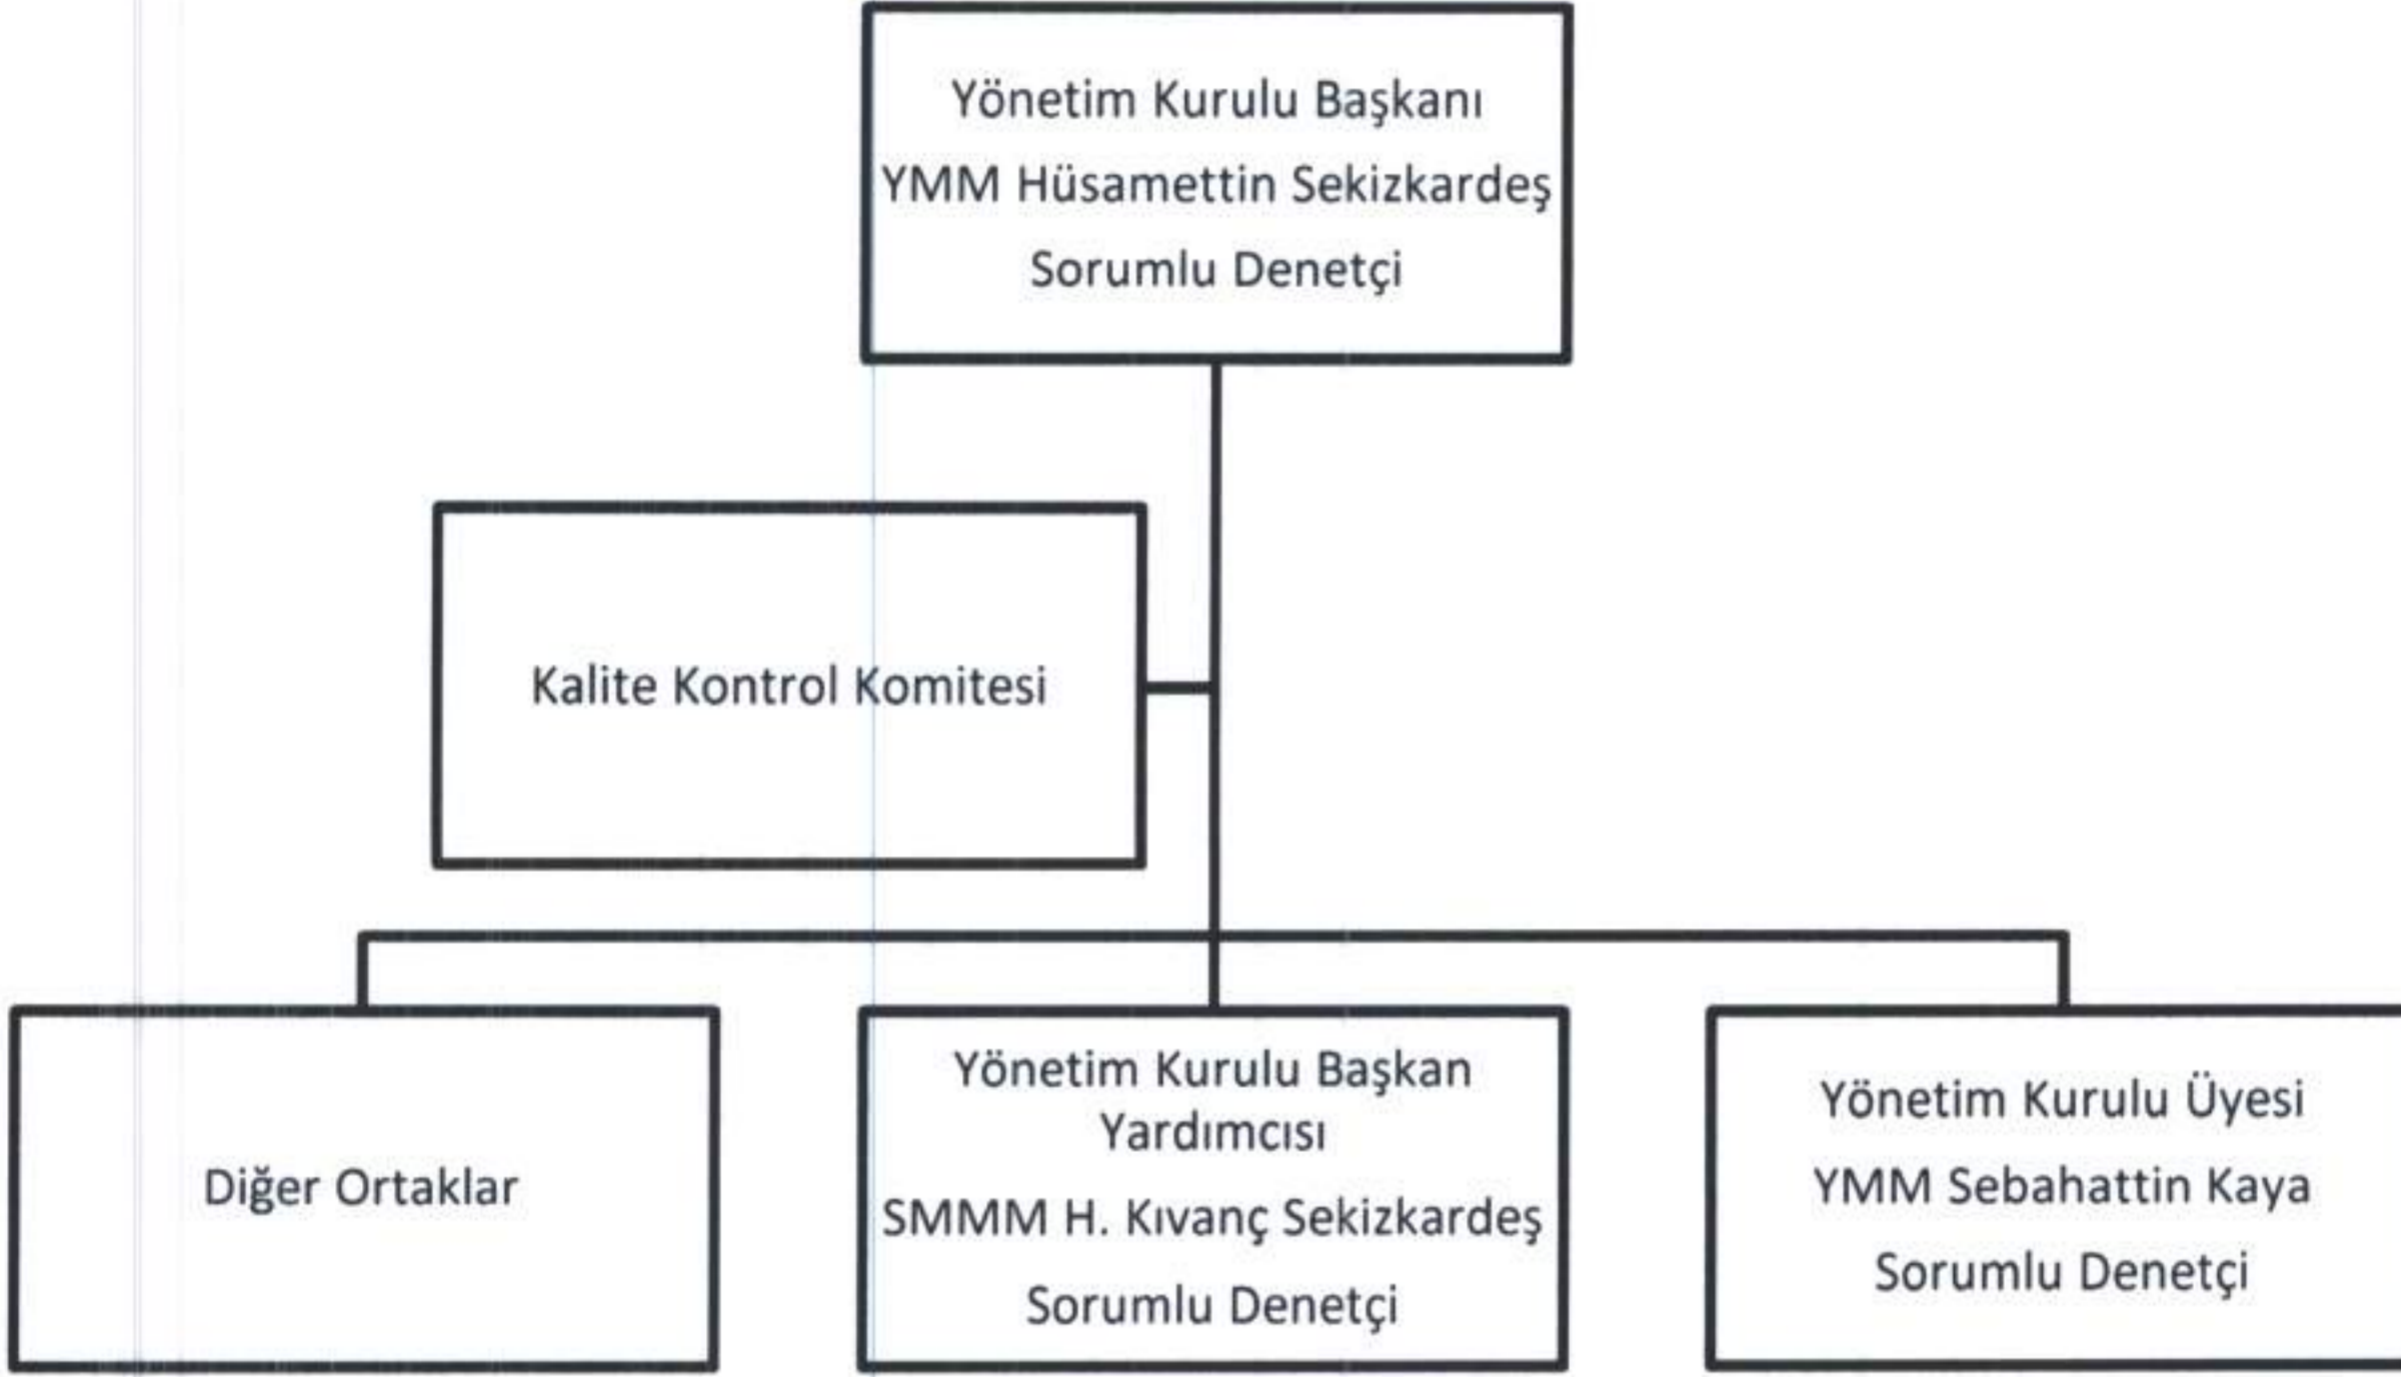 Yönetim Kurulu Başkanı
YMM Hüsamettin Sekizkardeş
Sorumlu Denetçi
Kalite Kontrol Komitesi
Diğer Ortaklar
Yönetim Kurulu Başkan
Yardımcısı
SMMM H. Kıvanç Sekizkardeş
Sorumlu Denetçi
Yönetim Kurulu Üyesi
YMM Sebahattin Kaya
Sorumlu Denetçi